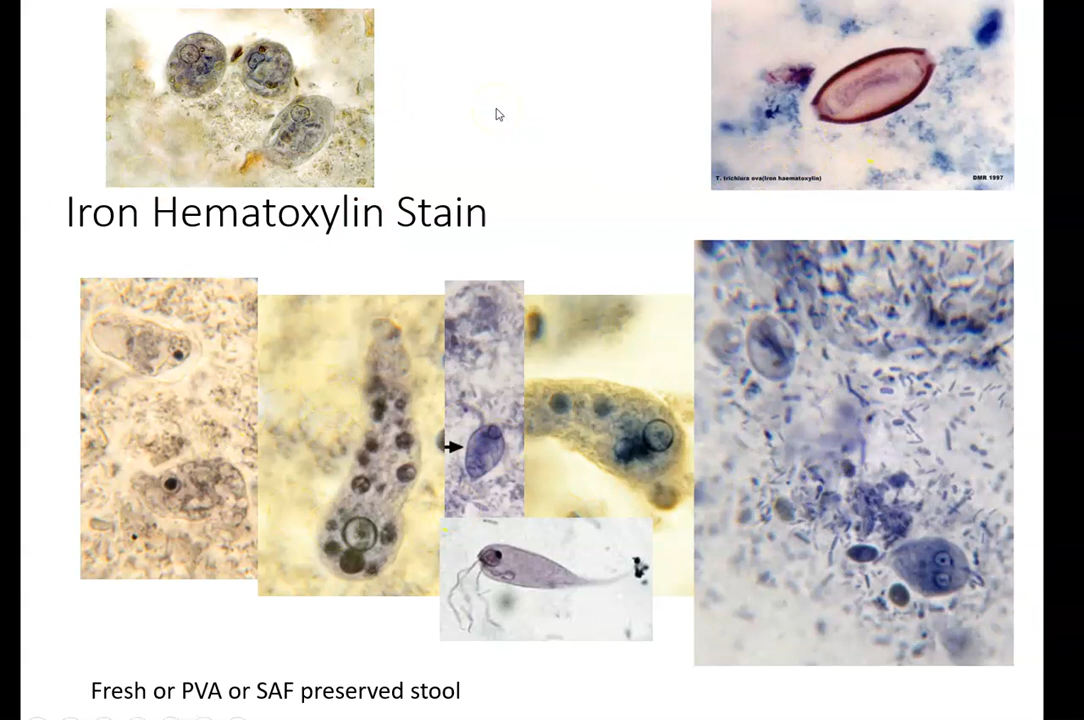 T. trichiura ova(iron haematoxylin)
DMR 1997
Iron Hematoxylin Stain
Fresh or PVA or SAF preserved stool